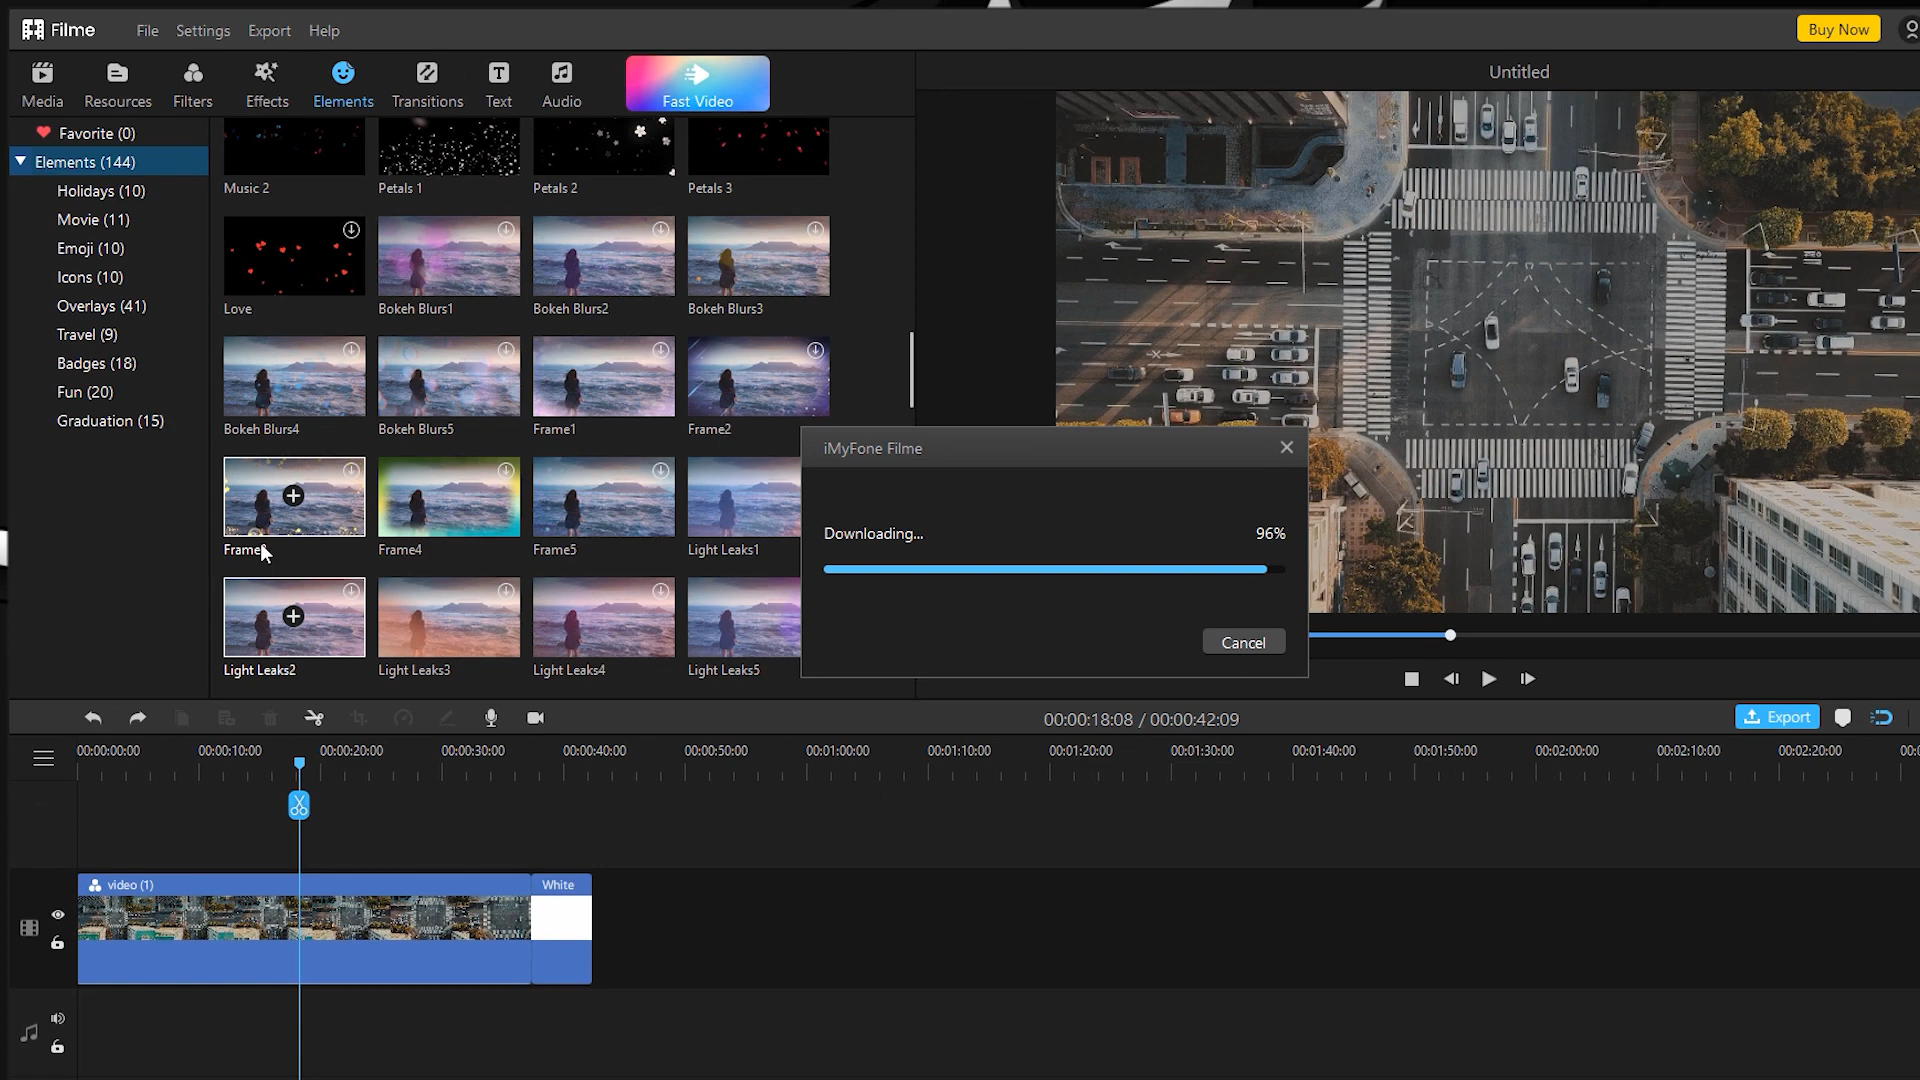 Filme
File Settings Export Help
Buy Now
Media Resources Filters Effects Elements Transitions Text Audio Fast Video
Untitled
Favorite (0)
Elements (144)
Holidays (10)
Movie (11)
Emoji (10)
Icons (10)
Overlays (41)
Travel (9)
Badges (18)
Fun (20)
Graduation (15)
Music 2 Petals 1 Petals 2 Petals 3
Love Bokeh Blurs1 Bokeh Blurs2 Bokeh Blurs3
Bokeh Blurs4 Bokeh Blurs5 Frame1 Frame2
Frame4 Frame5 Light Leaks1
Light Leaks2 Light Leaks3 Light Leaks4 Light Leaks5
iMyFone Filme
Downloading... 96%
Cancel
00:00:18:08 / 00:00:42:09
Export
00:00:00:00 00:00:10:00 00:00:20:00 00:00:30:00 00:00:40:00 00:00:50:00 00:01:00:00 00:01:10:00 00:01:20:00 00:01:30:00 00:01:40:00 00:01:50:00 00:02:00:00 00:02:10:00 00:02:20:00
video (1) White